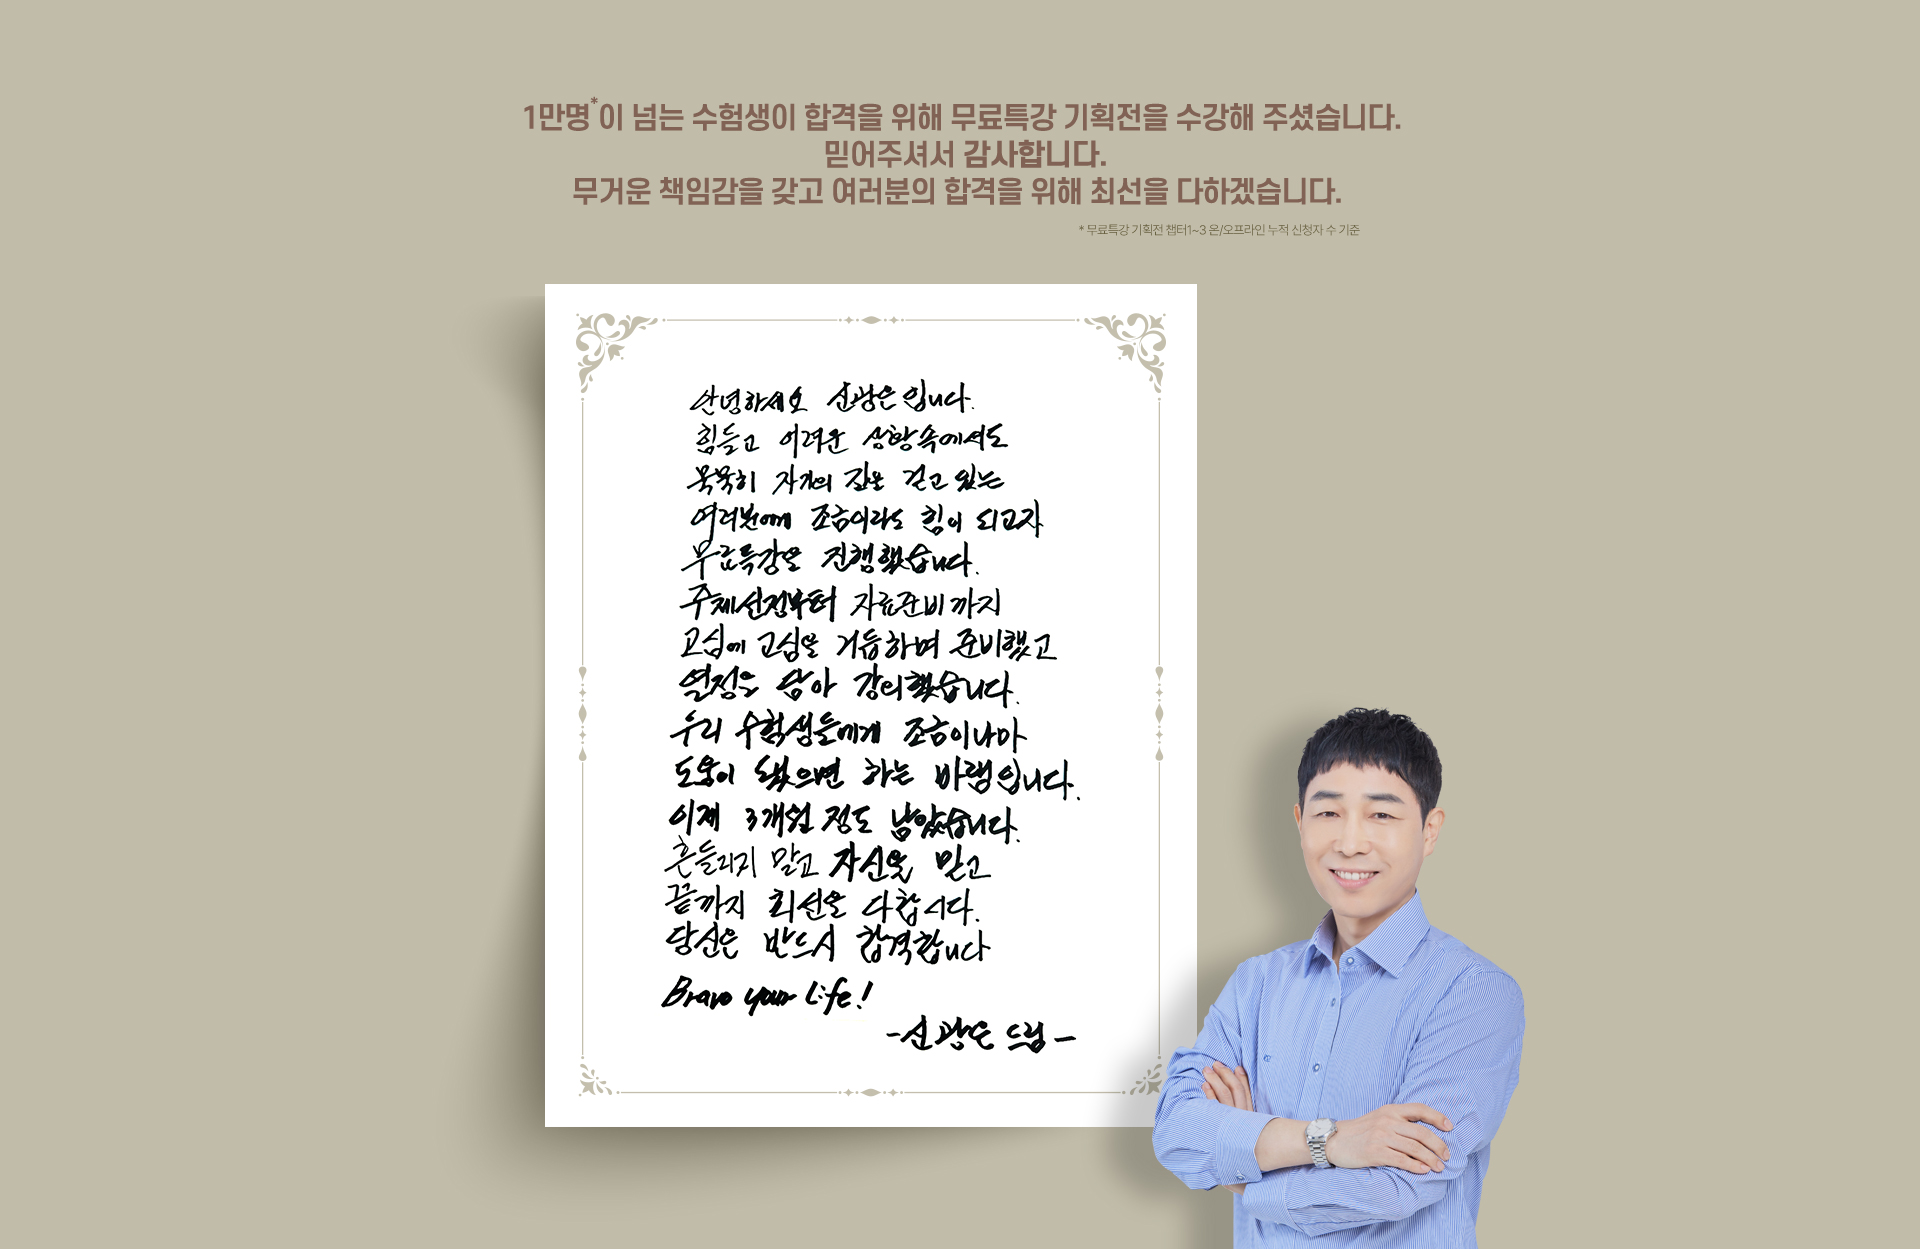 1만명*이 넘는 수험생이 합격을 위해 무료특강 기획전을 수강해 주셨습니다.
믿어주셔서 감사합니다.
무거운 책임감을 갖고 여러분의 합격을 위해 최선을 다하겠습니다.
* 무료특강 기획전 챕터1~3 온/오프라인 누적 신청자 수 기준
안녕하세요 신광은입니다.
힘들고 어려운 상황속에서도
묵묵히 자기의 길을 걷고 있는
여러분에게 조금이라도 힘이 되고자
무료특강을 진행했습니다.
주제선정부터 자료준비까지
고심에 고심을 거듭하며 준비했고
열정을 담아 강의했습니다.
우리 수험생들에게 조금이나마
도움이 됐으면 하는 바램입니다.
이제 3개월 정도 남았습니다.
흔들리지 말고 자신을 믿고
끝까지 최선을 다합시다.
당신은 반드시 합격합니다
Bravo your Life!
-신광은 드림-